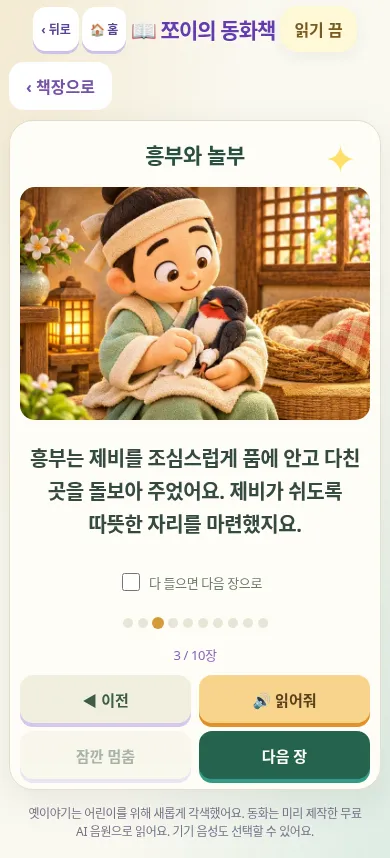 ‹ 뒤로
🏠 홈
📖 쪼이의 동화책
읽기 끔
‹ 책장으로
흥부와 놀부
흥부는 제비를 조심스럽게 품에 안고 다친
곳을 돌보아 주었어요. 제비가 쉬도록
따뜻한 자리를 마련했지요.
다 들으면 다음 장으로
3 / 10장
◀ 이전
🔊 읽어줘
잠깐 멈춤
다음 장
옛이야기는 어린이를 위해 새롭게 각색했어요. 동화는 미리 제작한 무료
AI 음원으로 읽어요. 기기 음성도 선택할 수 있어요.